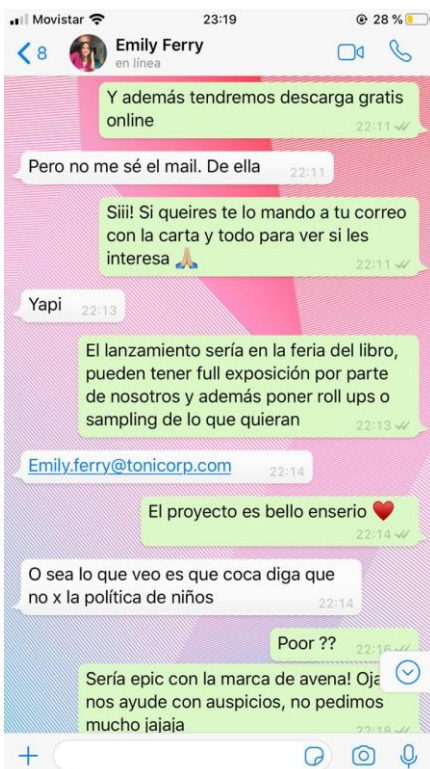 Movistar 23:19 28 %
8 Emily Ferry
en línea
Y además tendremos descarga gratis
online 22:11
Pero no me sé el mail. De ella 22:11
Siii! Si queires te lo mando a tu correo
con la carta y todo para ver si les
interesa 🙏🏼 22:11
Yapi 22:13
El lanzamiento sería en la feria del libro,
pueden tener full exposición por parte
de nosotros y además poner roll ups o
sampling de lo que quieran 22:13
Emily.ferry@tonicorp.com 22:14
El proyecto es bello enserio ♥️
22:14
O sea lo que veo es que coca diga que
no x la política de niños 22:14
Poor ?? 22:16
Sería epic con la marca de avena! Oja
nos ayude con auspicios, no pedimos
mucho jajaja 22:18